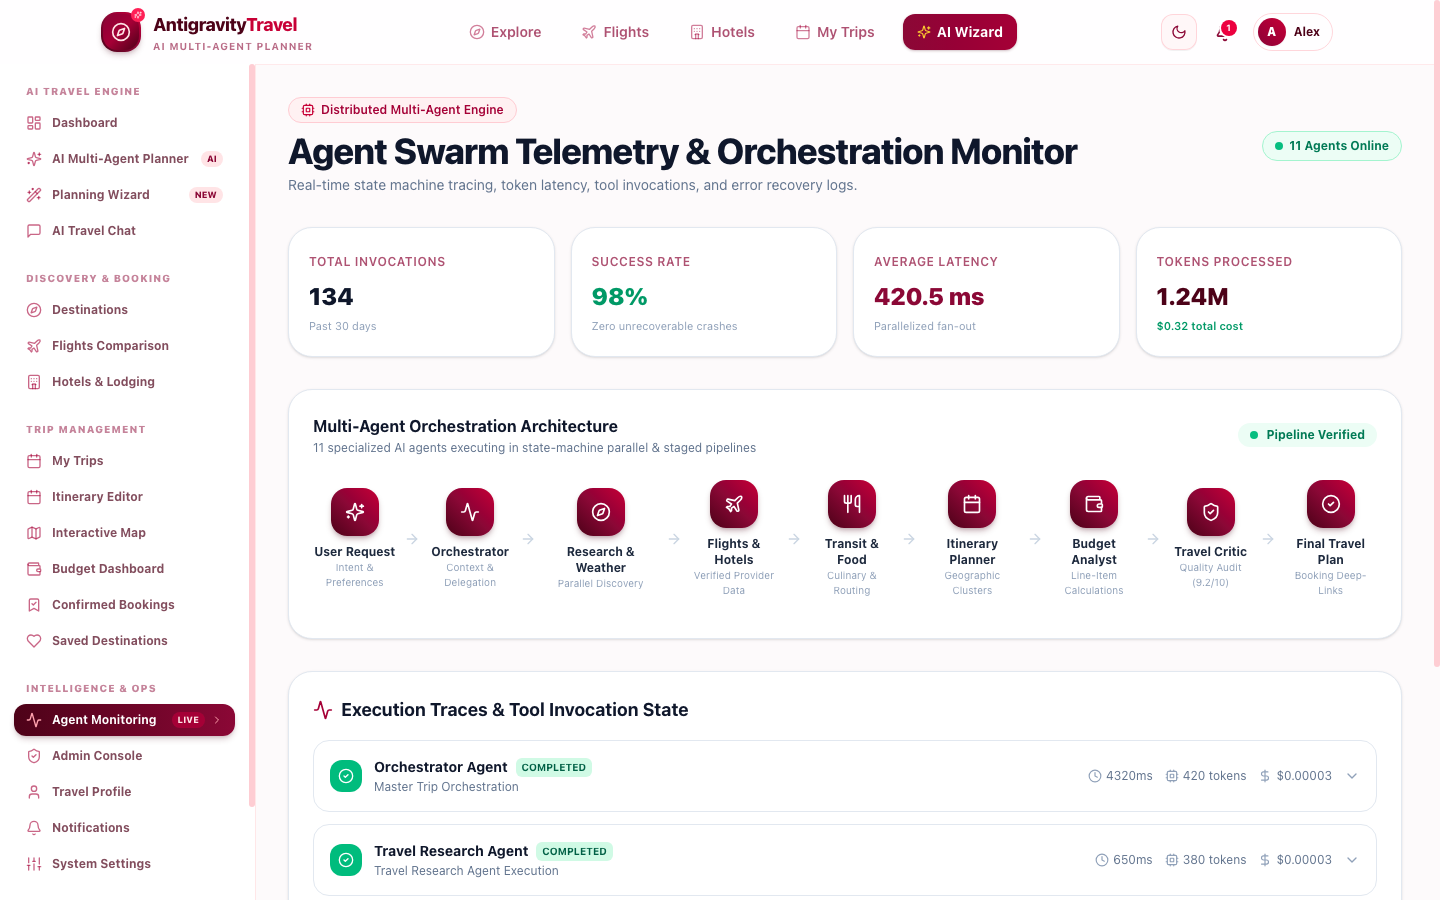 AntigravityTravel
AI MULTI-AGENT PLANNER
Explore
Flights
Hotels
My Trips
AI Wizard
1
A
Alex
AI TRAVEL ENGINE
Dashboard
AI Multi-Agent Planner AI
Planning Wizard NEW
AI Travel Chat
DISCOVERY & BOOKING
Destinations
Flights Comparison
Hotels & Lodging
TRIP MANAGEMENT
My Trips
Itinerary Editor
Interactive Map
Budget Dashboard
Confirmed Bookings
Saved Destinations
INTELLIGENCE & OPS
Agent Monitoring LIVE
Admin Console
Travel Profile
Notifications
System Settings
Distributed Multi-Agent Engine
Agent Swarm Telemetry & Orchestration Monitor
Real-time state machine tracing, token latency, tool invocations, and error recovery logs.
11 Agents Online
TOTAL INVOCATIONS
134
Past 30 days
SUCCESS RATE
98%
Zero unrecoverable crashes
AVERAGE LATENCY
420.5 ms
Parallelized fan-out
TOKENS PROCESSED
1.24M
$0.32 total cost
Multi-Agent Orchestration Architecture
11 specialized AI agents executing in state-machine parallel & staged pipelines
Pipeline Verified
User Request
Intent &
Preferences
Orchestrator
Context &
Delegation
Research &
Weather
Parallel Discovery
Flights &
Hotels
Verified Provider
Data
Transit &
Food
Culinary &
Routing
Itinerary
Planner
Geographic
Clusters
Budget
Analyst
Line-Item
Calculations
Travel Critic
Quality Audit
(9.2/10)
Final Travel
Plan
Booking Deep-
Links
Execution Traces & Tool Invocation State
Orchestrator Agent COMPLETED
Master Trip Orchestration
4320ms 420 tokens $0.00003
Travel Research Agent COMPLETED
Travel Research Agent Execution
650ms 380 tokens $0.00003